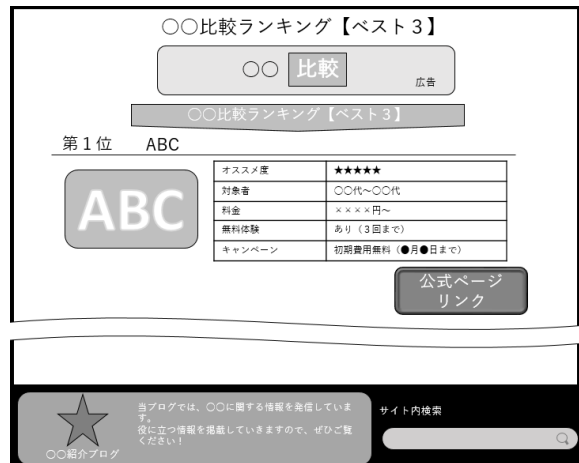 ○○比較ランキング【ベスト3】
○○ 比較
広告
○○比較ランキング【ベスト3】
第1位 ABC
ABC
オススメ度 ★★★★★
対象者 ○○代~○○代
料金 ××××円~
無料体験 あり(3回まで)
キャンペーン 初期費用無料(●月●日まで)
公式ページ
リンク
○○紹介ブログ
当ブログでは、○○に関する情報を発信していま
す。
役に立つ情報を掲載していきますので、ぜひご覧
ください!
サイト内検索